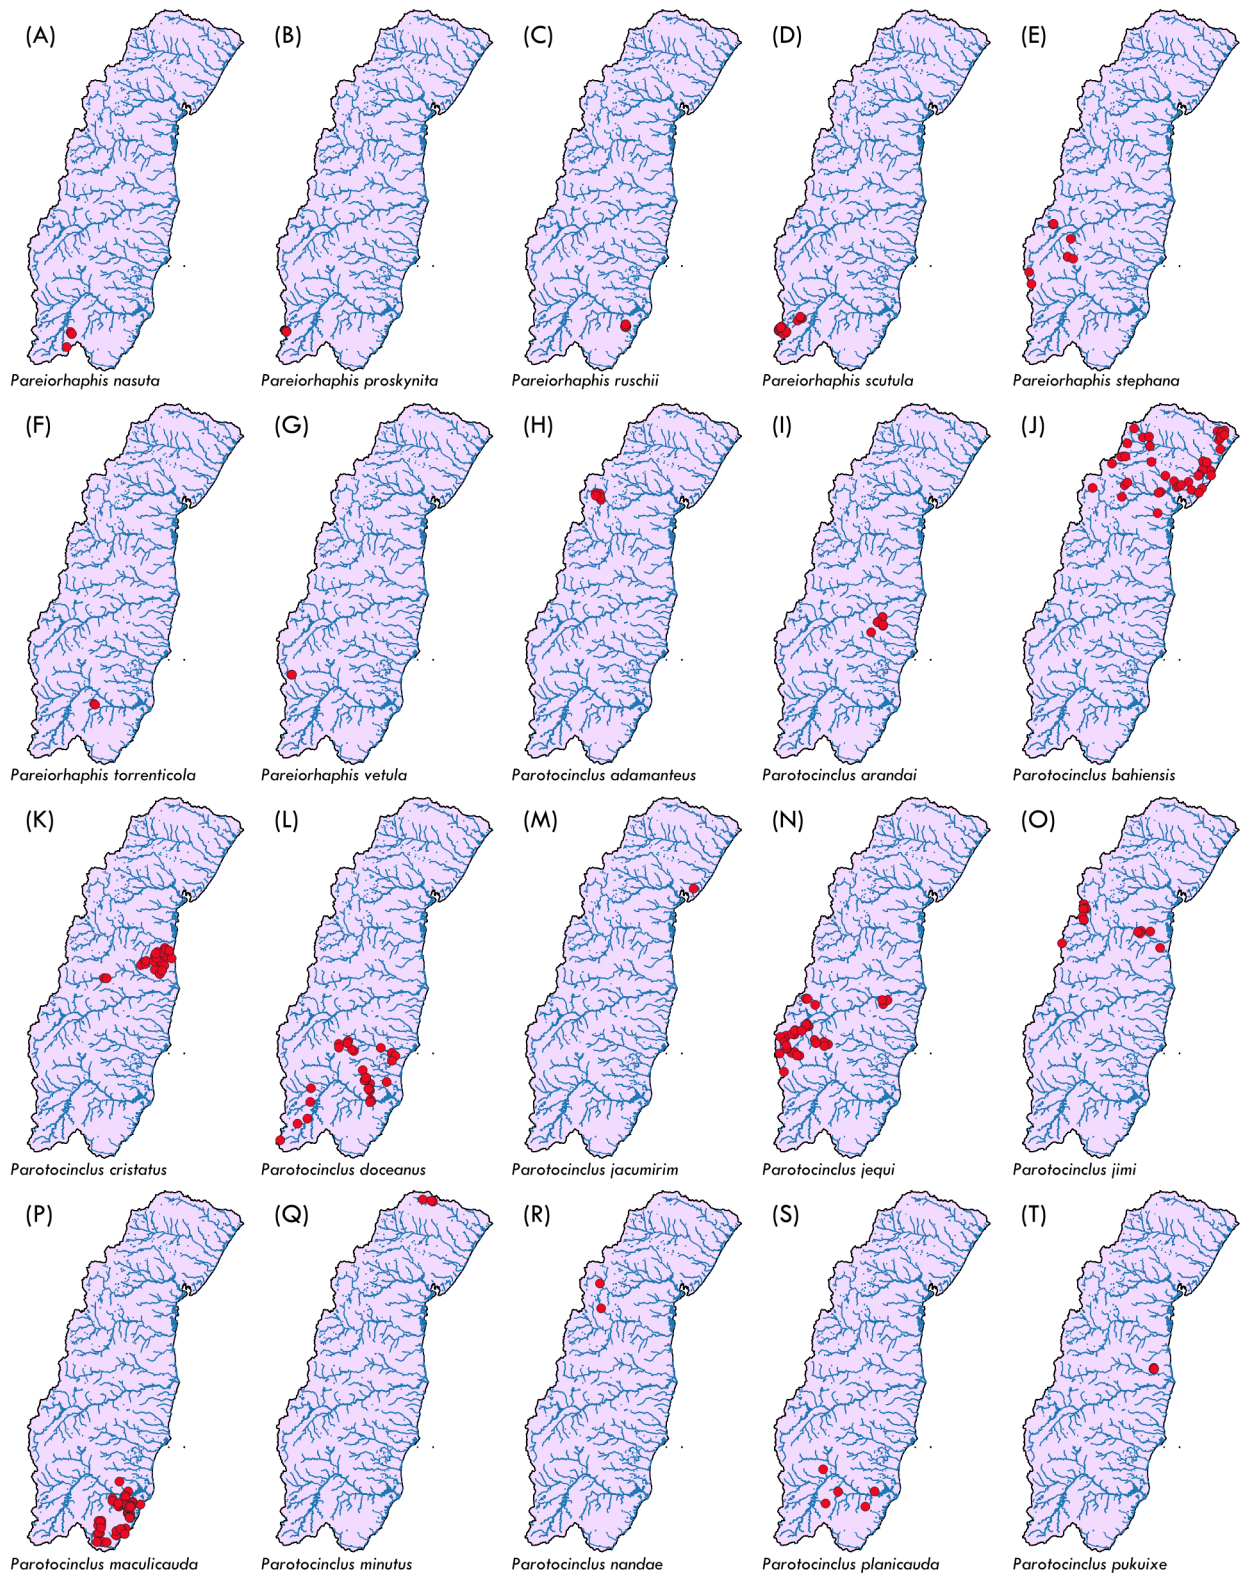 (A) (B) (C) (D) (E)
Pareiorhaphis nasuta Pareiorhaphis proskynita Pareiorhaphis ruschii Pareiorhaphis scutula Pareiorhaphis stephana
(F) (G) (H) (I) (J)
Pareiorhaphis torrenticola Pareiorhaphis vetula Parotocinclus adamanteus Parotocinclus arandai Parotocinclus bahiensis
(K) (L) (M) (N) (O)
Parotocinclus cristatus Parotocinclus doceanus Parotocinclus jacumirim Parotocinclus jequi Parotocinclus jimi
(P) (Q) (R) (S) (T)
Parotocinclus maculicauda Parotocinclus minutus Parotocinclus nandae Parotocinclus planicauda Parotocinclus pukuixe